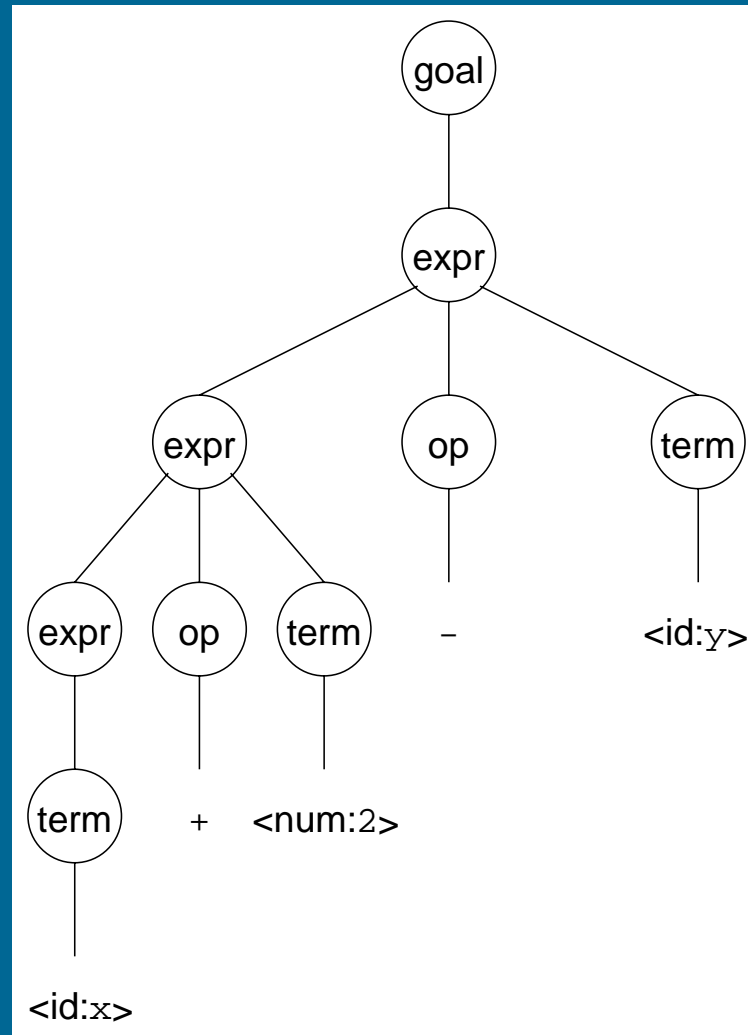 goal
expr
expr op term
expr op term - <id:y>
term + <num:2>
<id:x>